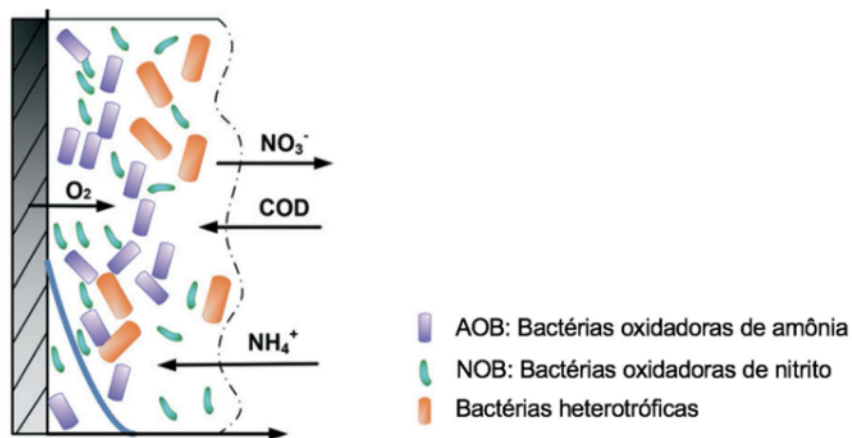 NO₃⁻
O₂
COD
NH₄⁺
AOB: Bactérias oxidadoras de amônia
NOB: Bactérias oxidadoras de nitrito
Bactérias heterotróficas